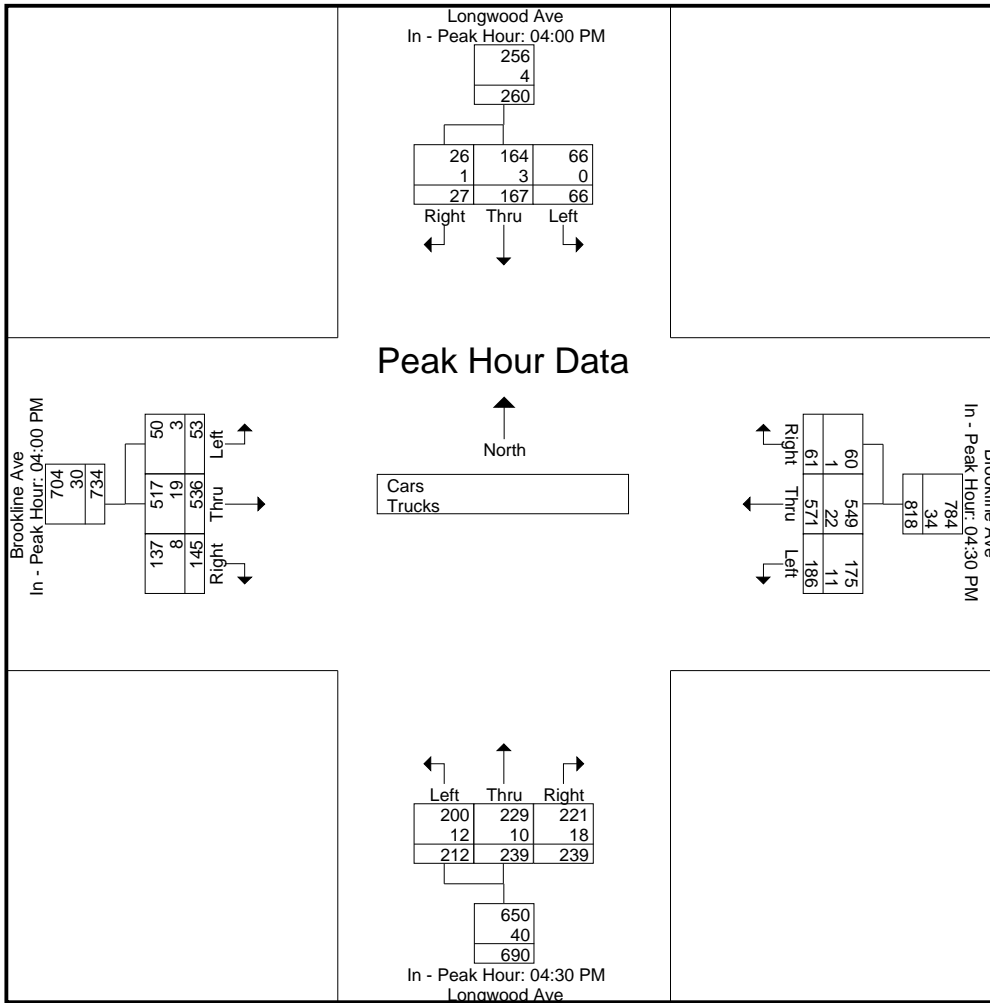 Longwood Ave
In - Peak Hour: 04:00 PM
256
4
260
26 164 66
1 3 0
27 167 66
Right Thru Left
Peak Hour Data
North
Cars
Trucks
Brookline Ave
In - Peak Hour: 04:00 PM
704
30
734
50 3 53 Left
517 19 536 Thru
137 8 145 Right
Right 61 1 60
Thru 571 22 549
Left 186 11 175
818
34
784
In - Peak Hour: 04:30 PM
Brookline Ave
Left Thru Right
200 229 221
12 10 18
212 239 239
650
40
690
In - Peak Hour: 04:30 PM
Longwood Ave